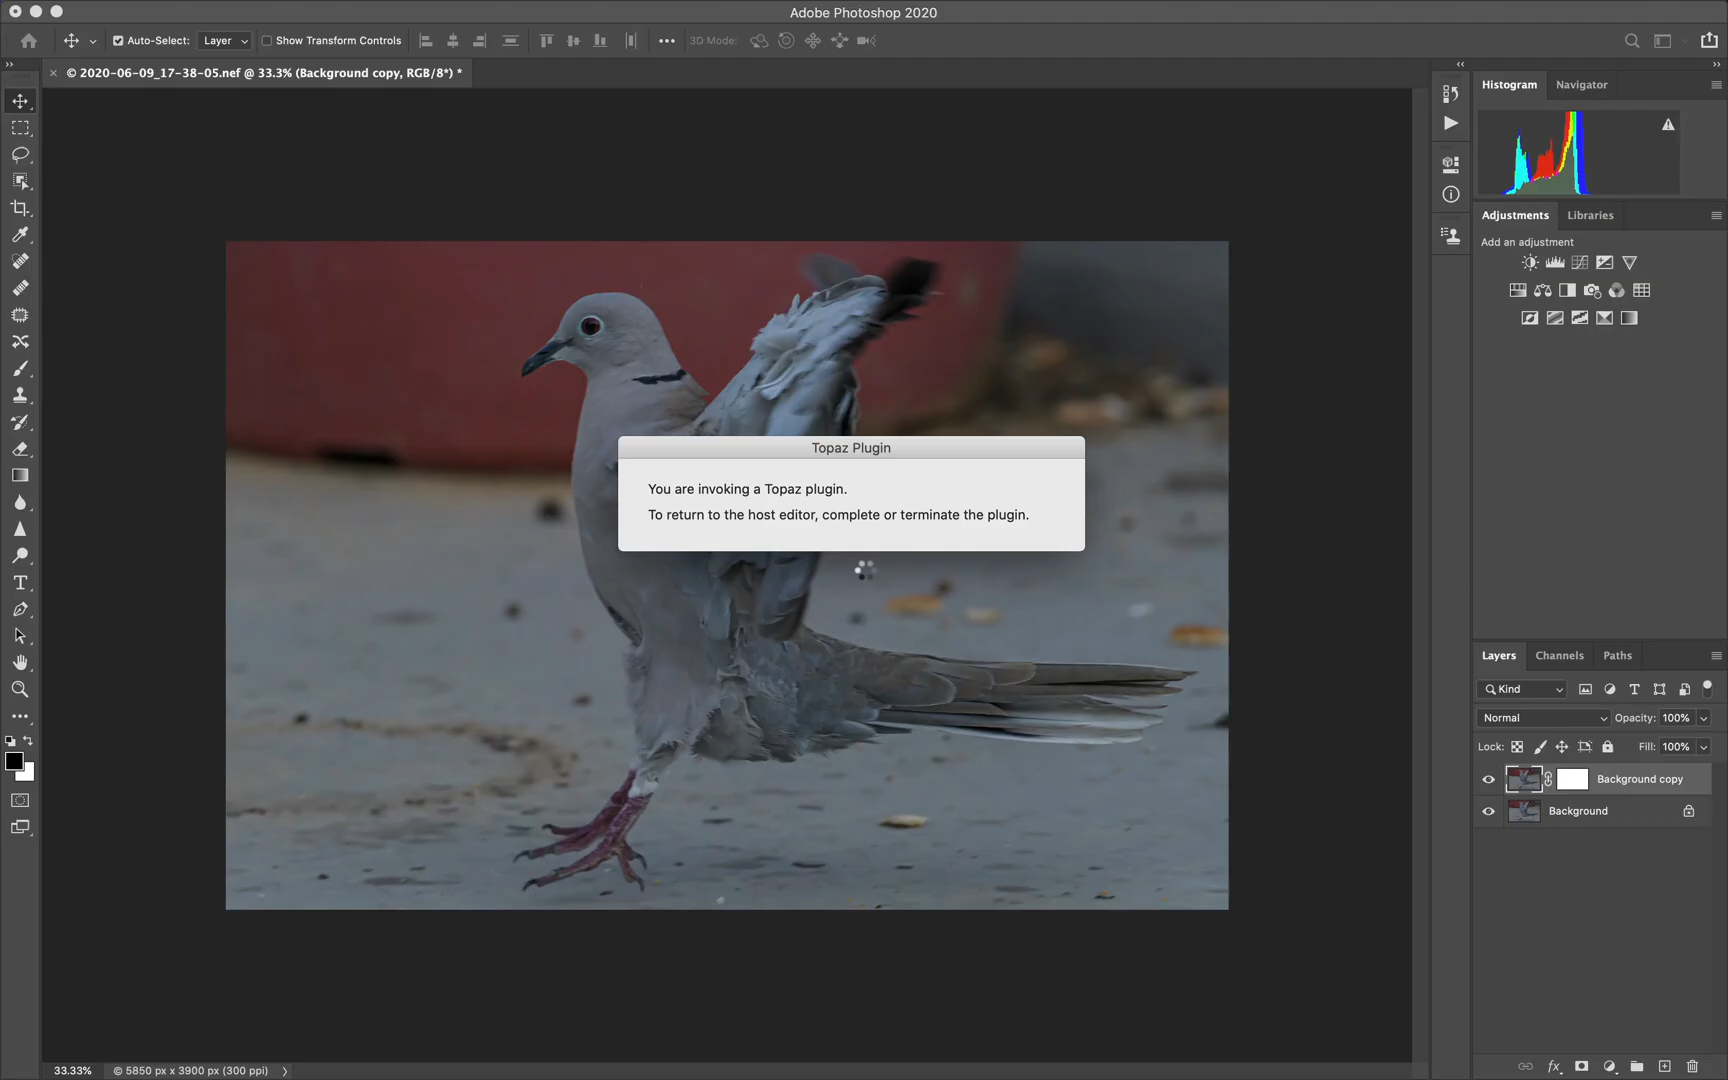 Adobe Photoshop 2020
Auto-Select: Layer Show Transform Controls 3D Mode:
© 2020-06-09_17-38-05.nef @ 33.3% (Background copy, RGB/8*) *
Histogram Navigator
Adjustments Libraries
Add an adjustment
Topaz Plugin
You are invoking a Topaz plugin.
To return to the host editor, complete or terminate the plugin.
Layers Channels Paths
Kind
Normal Opacity: 100%
Lock: Fill: 100%
Background copy
Background
33.33% © 5850 px x 3900 px (300 ppi)